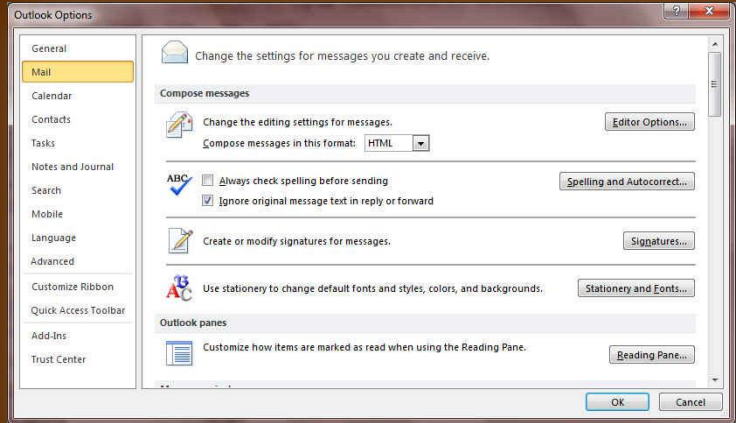 Outlook Options
General
Mail
Calendar
Contacts
Tasks
Notes and Journal
Search
Mobile
Language
Advanced
Customize Ribbon
Quick Access Toolbar
Add-Ins
Trust Center
Change the settings for messages you create and receive.
Compose messages
Change the editing settings for messages.
Editor Options...
Compose messages in this format: HTML
ABC
Always check spelling before sending
Spelling and Autocorrect...
Ignore original message text in reply or forward
Create or modify signatures for messages.
Signatures...
Use stationery to change default fonts and styles, colors, and backgrounds.
Stationery and Fonts...
Outlook panes
Customize how items are marked as read when using the Reading Pane.
Reading Pane...
OK Cancel